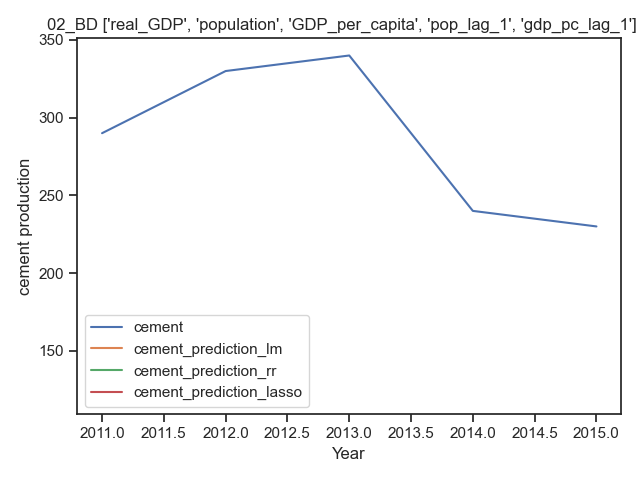 02_BD ['real_GDP', 'population', 'GDP_per_capita', 'pop_lag_1', 'gdp_pc_lag_1']
350
300
250
200
150
cement production
cement
cement_prediction_lm
cement_prediction_rr
cement_prediction_lasso
2011.0 2011.5 2012.0 2012.5 2013.0 2013.5 2014.0 2014.5 2015.0
Year